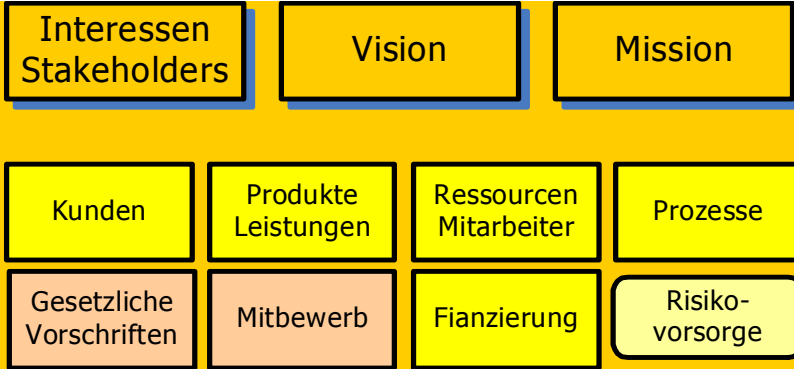 Interessen
Stakeholders
Vision
Mission
Kunden
Produkte
Leistungen
Ressourcen
Mitarbeiter
Prozesse
Gesetzliche
Vorschriften
Mitbewerb
Fianzierung
Risiko-
vorsorge